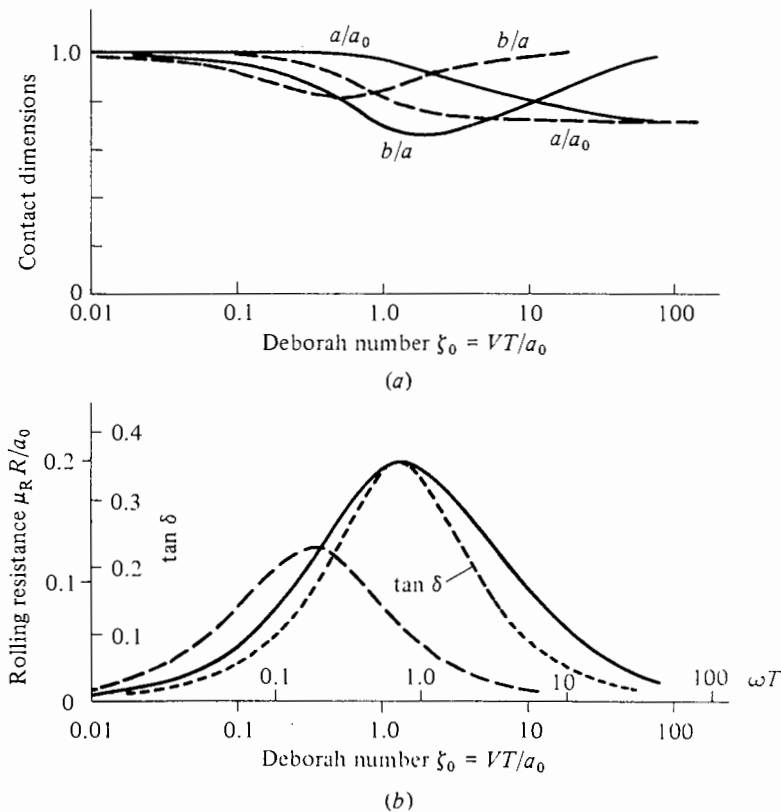 a/a₀
b/a
1.0
Contact dimensions
b/a
a/a₀
0
0.01
0.1
1.0
10
100
Deborah number ζ₀ = VT/a₀
(a)
0.4
0.2
0.3
Rolling resistance μ_R R/a₀
tan δ
0.2
tan δ
0.1
0.1
0.1
1.0
10
100
ωT
0
0.01
0.1
1.0
10
100
Deborah number ζ₀ = VT/a₀
(b)